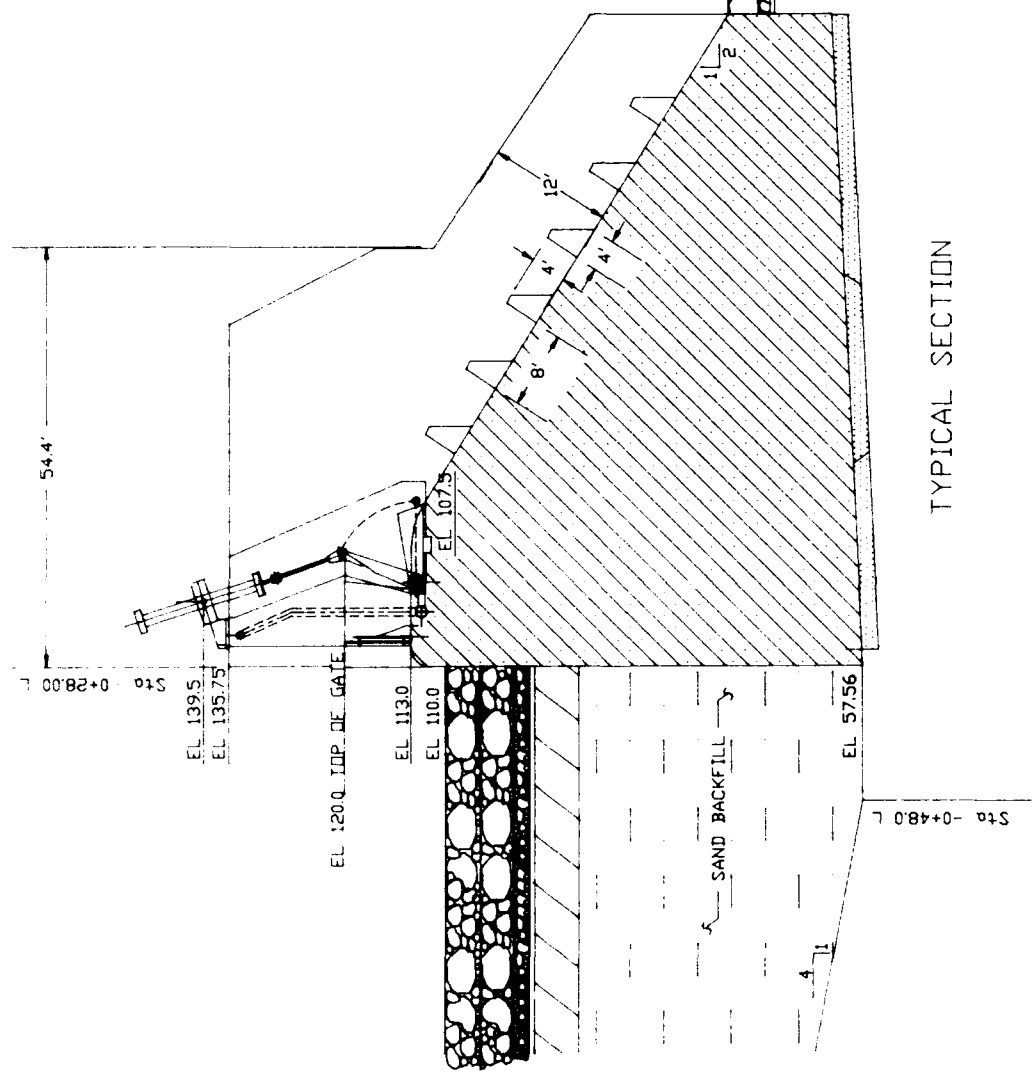 54.4'
Sta -0+28.00 L
EL 139.5
EL 135.75
EL 120.0 TOP OF GATE
EL 113.0
EL 110.0
EL 107.5
12'
4'
4'
8'
1
2
SAND BACKFILL
EL 57.56
Sta -0+48.0 L
4
1
TYPICAL SECTION